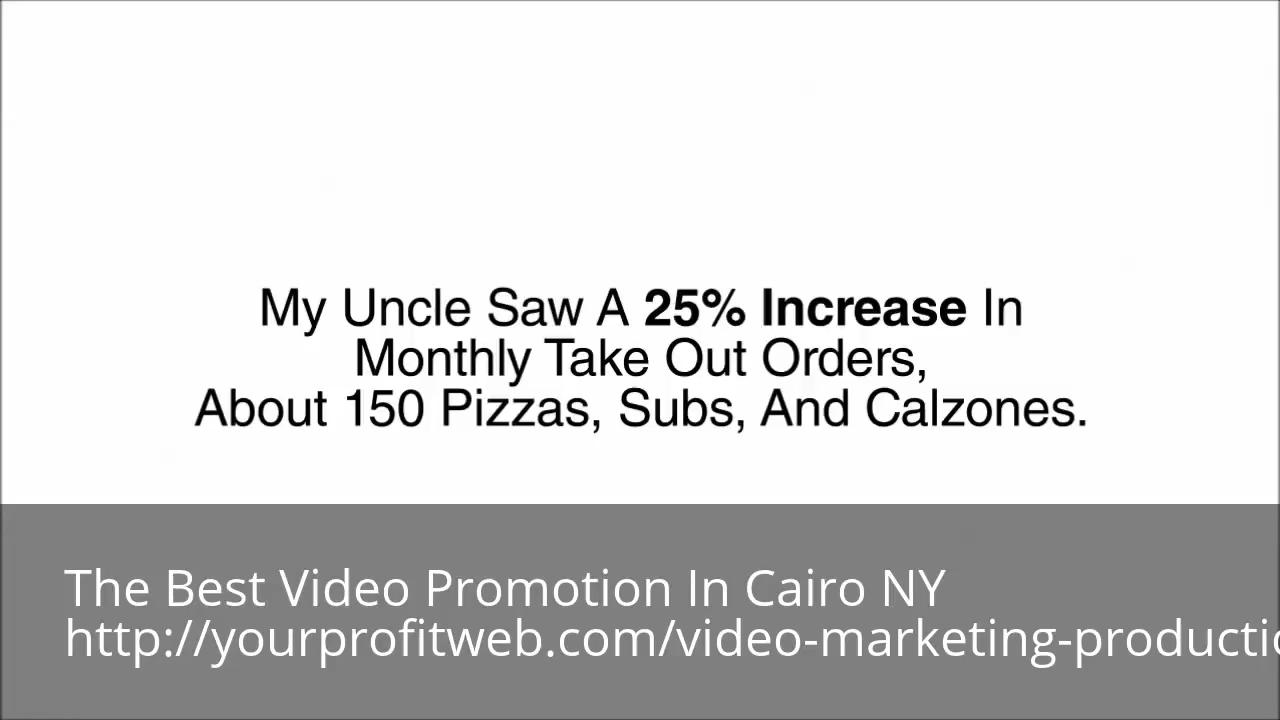 My Uncle Saw A 25% Increase In
Monthly Take Out Orders,
About 150 Pizzas, Subs, And Calzones.
The Best Video Promotion In Cairo NY
http://yourprofitweb.com/video-marketing-productio